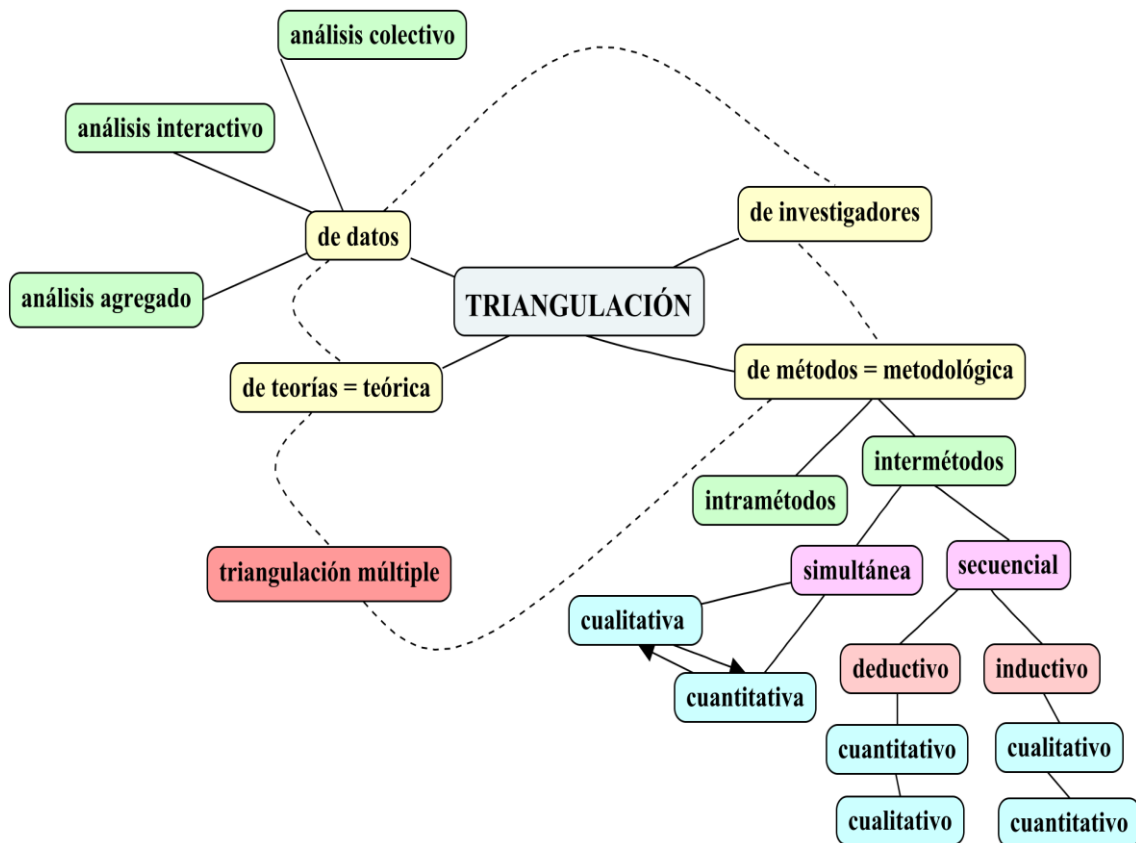 análisis colectivo
análisis interactivo
de investigadores
de datos
análisis agregado
TRIANGULACIÓN
de teorías = teórica
de métodos = metodológica
intermétodos
intramétodos
triangulación múltiple
simultánea
secuencial
cualitativa
cuantitativa
deductivo
inductivo
cuantitativo
cualitativo
cualitativo
cuantitativo